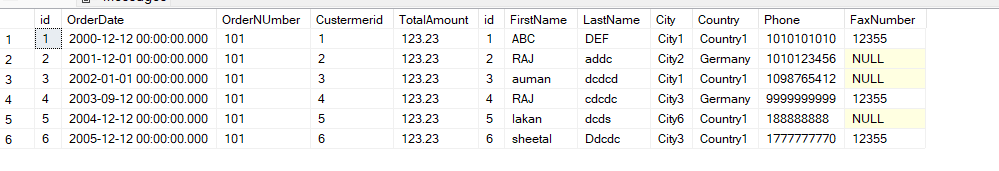 messages
id OrderDate OrderNUmber Custermerid TotalAmount id FirstName LastName City Country Phone FaxNumber
1 1 2000-12-12 00:00:00.000 101 1 123.23 1 ABC DEF City1 Country1 1010101010 12355
2 2 2001-12-01 00:00:00.000 101 2 123.23 2 RAJ addc City2 Germany 1010123456 NULL
3 3 2002-01-01 00:00:00.000 101 3 123.23 3 auman dcdcd City1 Country1 1098765412 NULL
4 4 2003-09-12 00:00:00.000 101 4 123.23 4 RAJ cdcdc City3 Germany 9999999999 12355
5 5 2004-12-12 00:00:00.000 101 5 123.23 5 lakan dcds City6 Country1 188888888 NULL
6 6 2005-12-12 00:00:00.000 101 6 123.23 6 sheetal Ddcdc City3 Country1 1777777770 12355